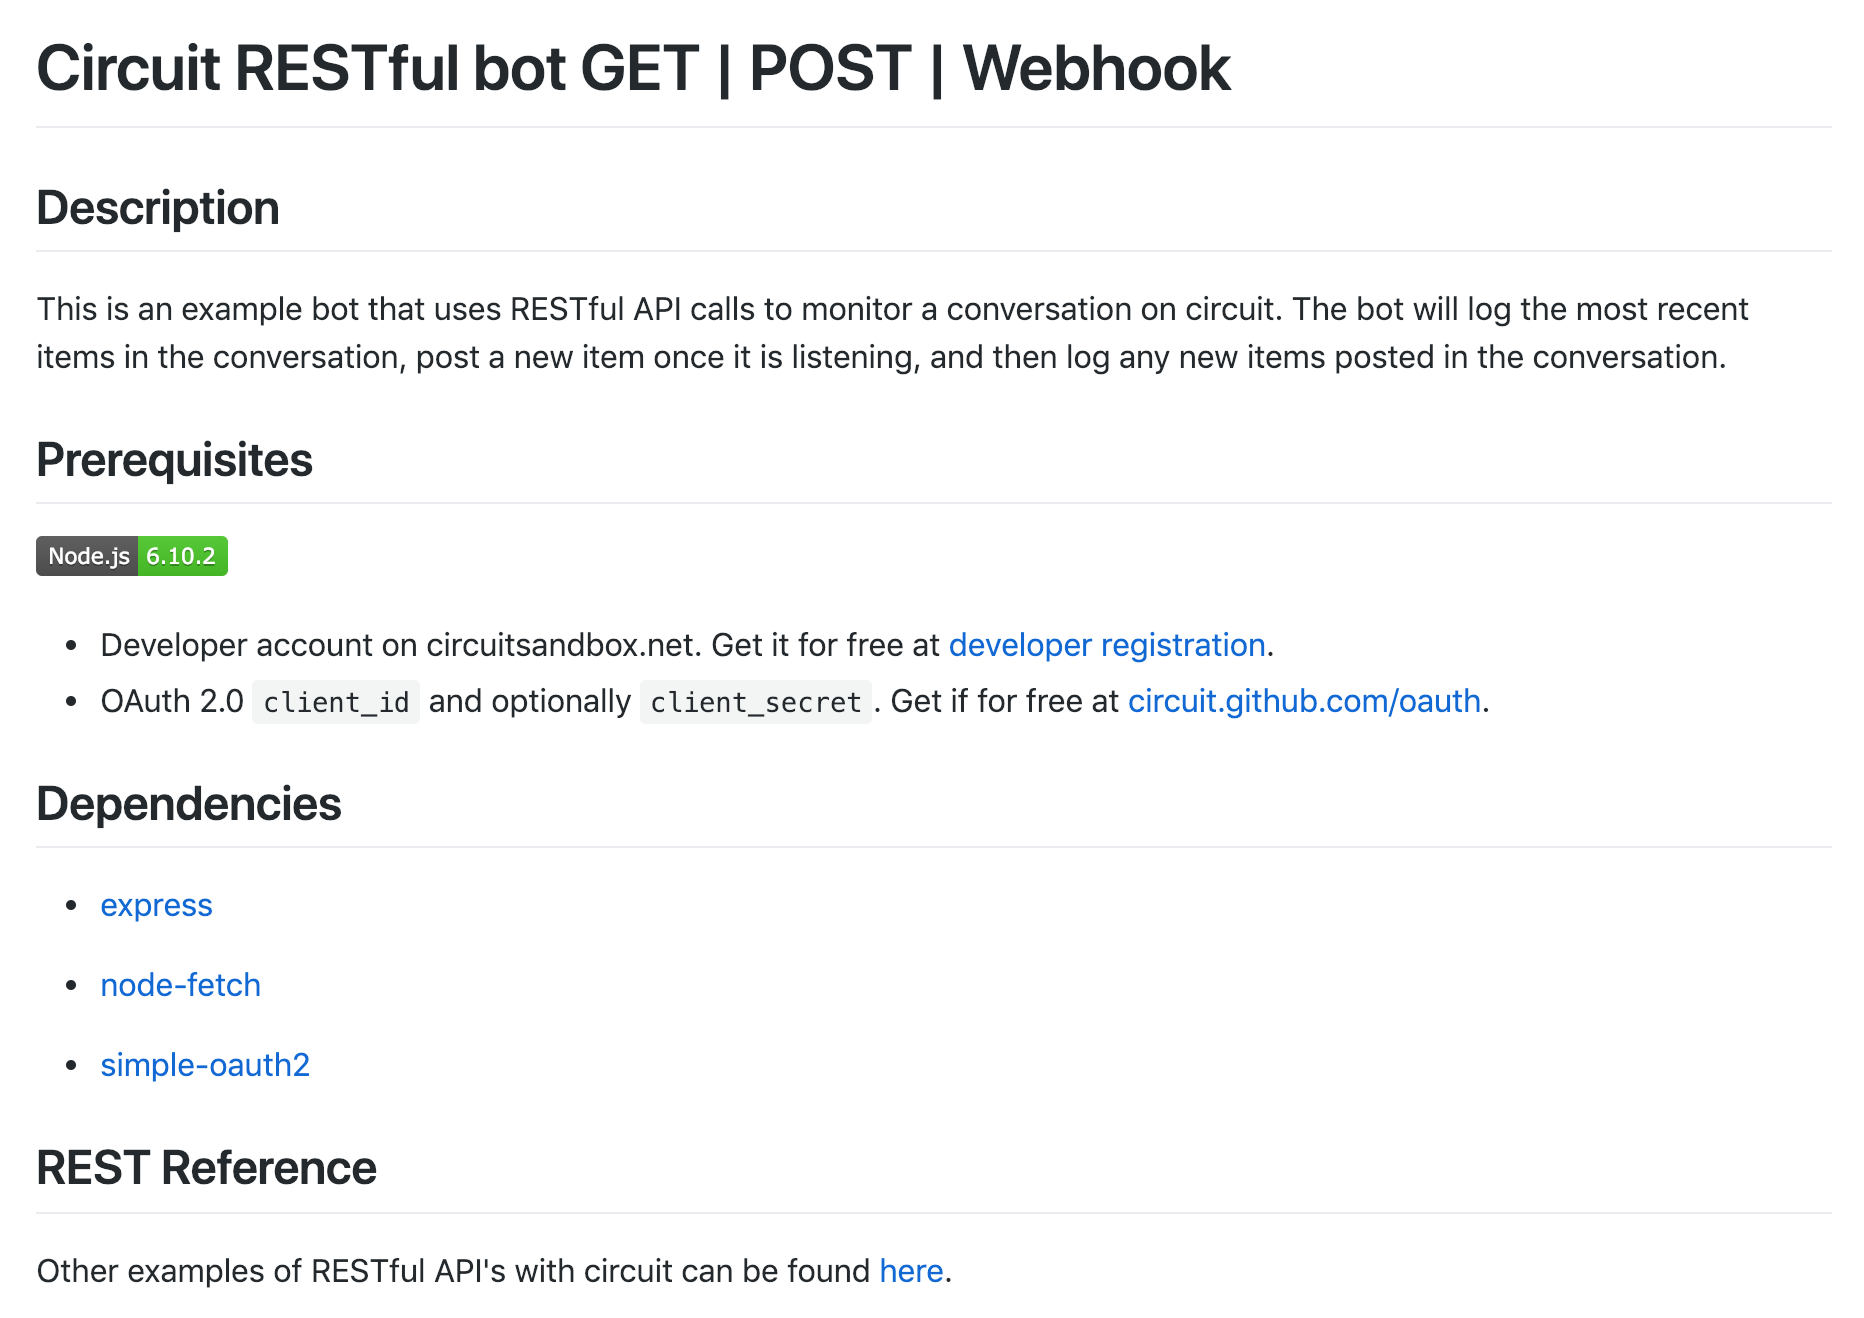 Circuit RESTful bot GET | POST | Webhook
Description
This is an example bot that uses RESTful API calls to monitor a conversation on circuit. The bot will log the most recent
items in the conversation, post a new item once it is listening, and then log any new items posted in the conversation.
Prerequisites
Node.js 6.10.2
• Developer account on circuitsandbox.net. Get it for free at developer registration.
• OAuth 2.0 client_id and optionally client_secret. Get if for free at circuit.github.com/oauth.
Dependencies
• express
• node-fetch
• simple-oauth2
REST Reference
Other examples of RESTful API's with circuit can be found here.